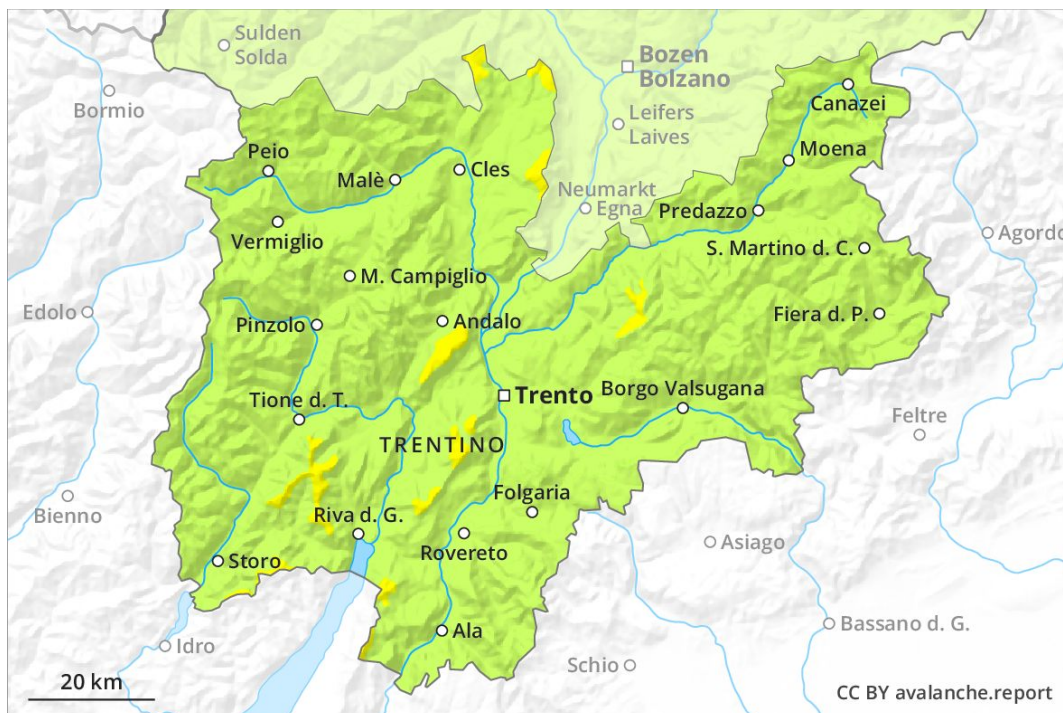 Sulden
Solda
Bozen
Bolzano
Bormio
Canazei
Leifers
Laives
Moena
Peio
Malè
Cles
Neumarkt
Egna
Predazzo
Vermiglio
S. Martino d. C.
Agordo
M. Campiglio
Edolo
Pinzolo
Andalo
Fiera d. P.
Trento
Borgo Valsugana
Tione d. T.
Feltre
TRENTINO
Bienno
Folgaria
Riva d. G.
Rovereto
Asiago
Storo
Ala
Bassano d. G.
Idro
Schio
20 km
CC BY avalanche.report